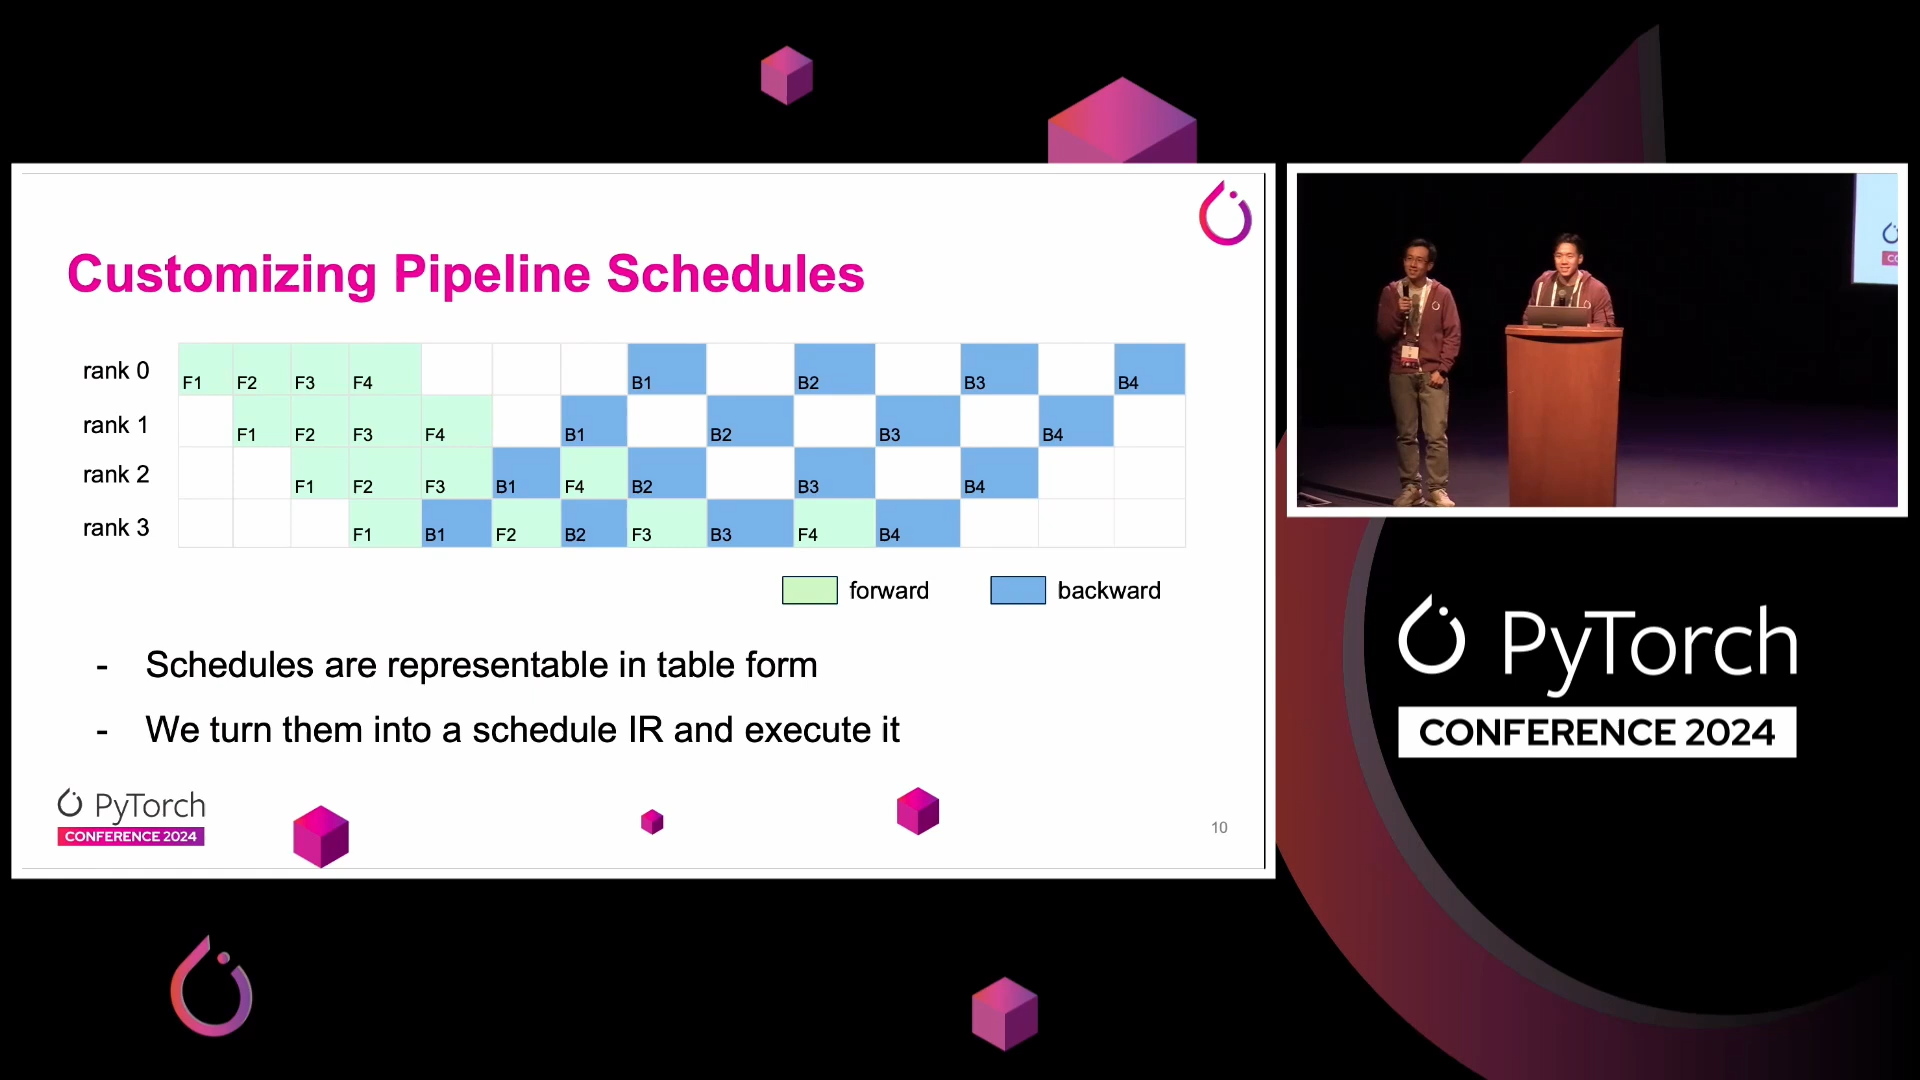 Customizing Pipeline Schedules
rank 0 F1 F2 F3 F4 B1 B2 B3 B4
rank 1 F1 F2 F3 F4 B1 B2 B3 B4
rank 2 F1 F2 F3 B1 F4 B2 B3 B4
rank 3 F1 B1 F2 B2 F3 B3 F4 B4
forward backward
- Schedules are representable in table form
- We turn them into a schedule IR and execute it
PyTorch
CONFERENCE 2024
10
PyTorch
CONFERENCE 2024